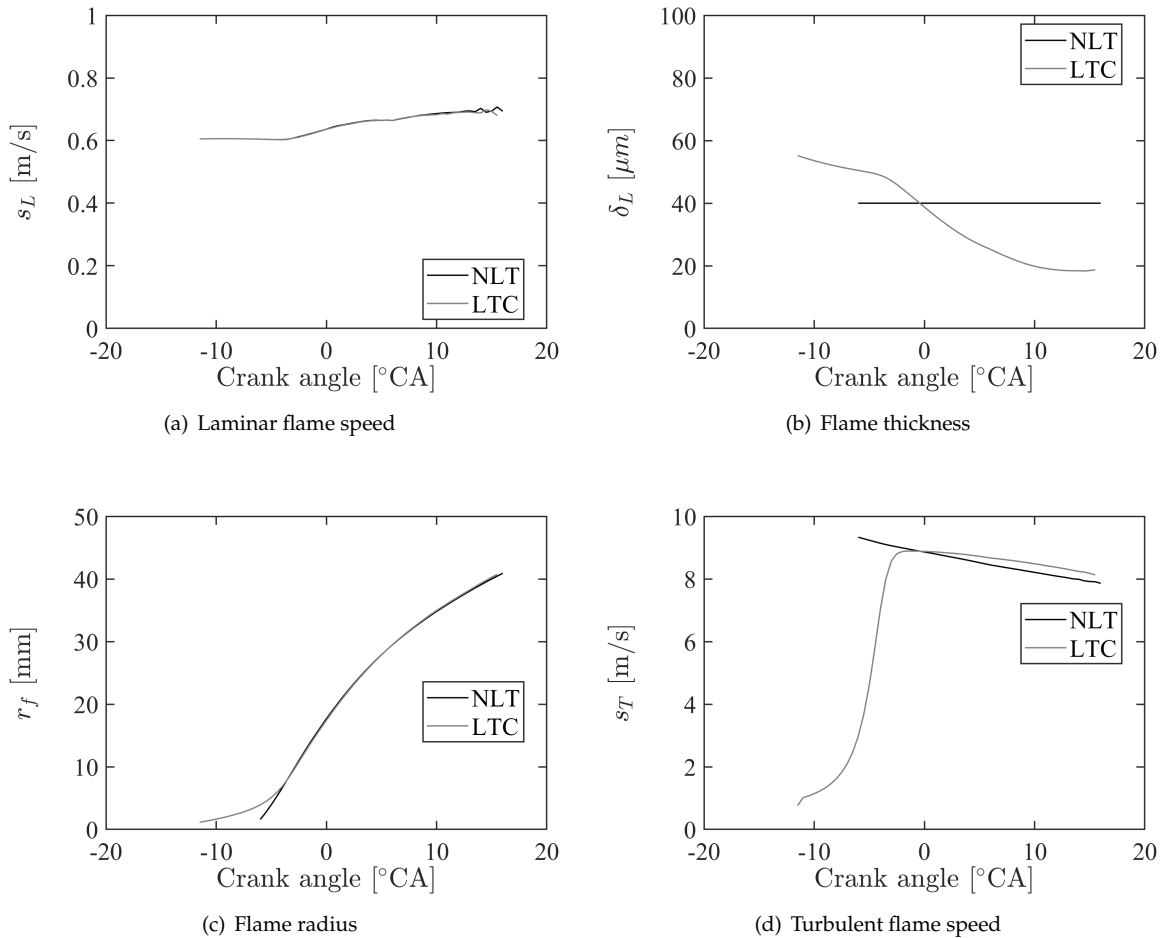 1
0.8
0.6
0.4
0.2
0
-20 -10 0 10 20
s_L [m/s]
Crank angle [°CA]
NLT
LTC
(a) Laminar flame speed
100
80
60
40
20
0
-20 -10 0 10 20
δ_L [μm]
Crank angle [°CA]
NLT
LTC
(b) Flame thickness
50
40
30
20
10
0
-20 -10 0 10 20
r_f [mm]
Crank angle [°CA]
NLT
LTC
(c) Flame radius
10
8
6
4
2
0
-20 -10 0 10 20
s_T [m/s]
Crank angle [°CA]
NLT
LTC
(d) Turbulent flame speed